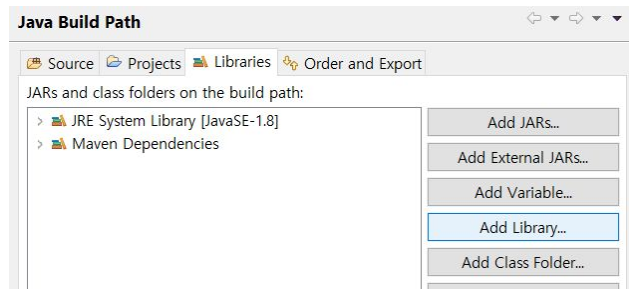 Java Build Path
Source Projects Libraries Order and Export
JARs and class folders on the build path:
JRE System Library [JavaSE-1.8]
Maven Dependencies
Add JARs...
Add External JARs...
Add Variable...
Add Library...
Add Class Folder...